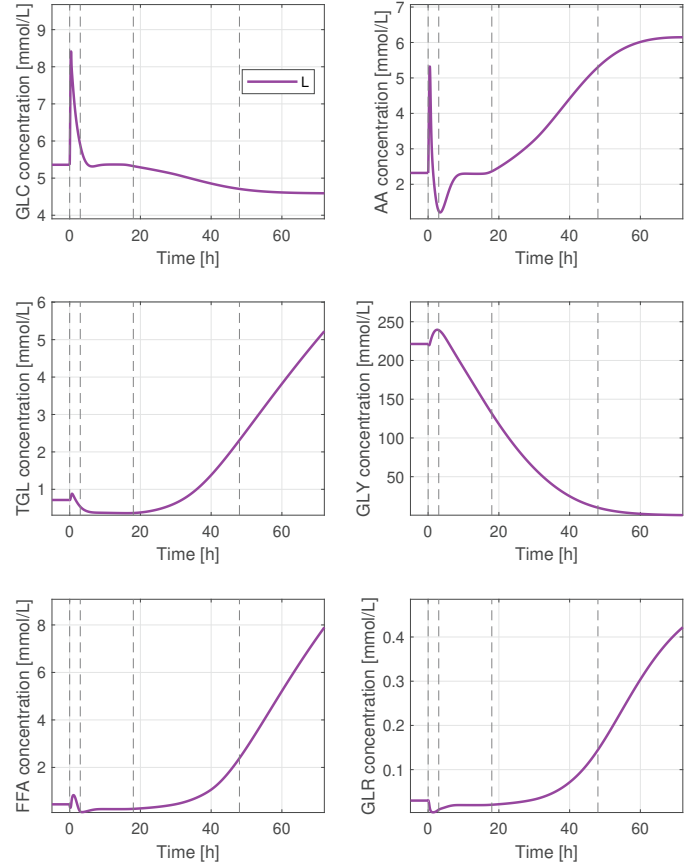 GLC concentration [mmol/L]
9
8
7
6
5
4
0 20 40 60
Time [h]
L
AA concentration [mmol/L]
7
6
5
4
3
2
0 20 40 60
Time [h]
TGL concentration [mmol/L]
6
5
4
3
2
1
0 20 40 60
Time [h]
GLY concentration [mmol/L]
250
200
150
100
50
0 20 40 60
Time [h]
FFA concentration [mmol/L]
8
6
4
2
0 20 40 60
Time [h]
GLR concentration [mmol/L]
0.4
0.3
0.2
0.1
0 20 40 60
Time [h]